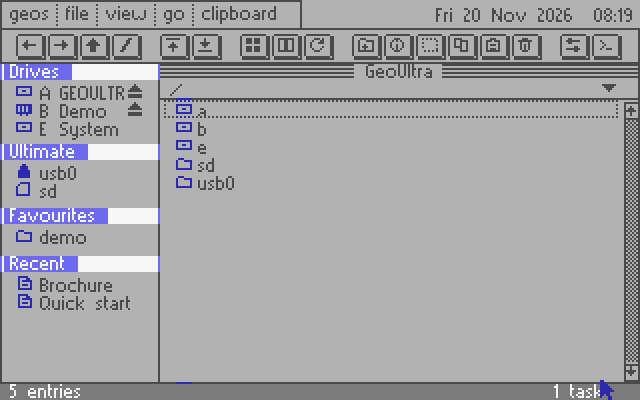 geos file view go clipboard Fri 20 Nov 2026 08:19
GeoUltra
/
Drives
A GEOULTR
B Demo
E System
Ultimate
usb0
sd
Favourites
demo
Recent
Brochure
Quick start
a
b
e
sd
usb0
5 entries 1 task